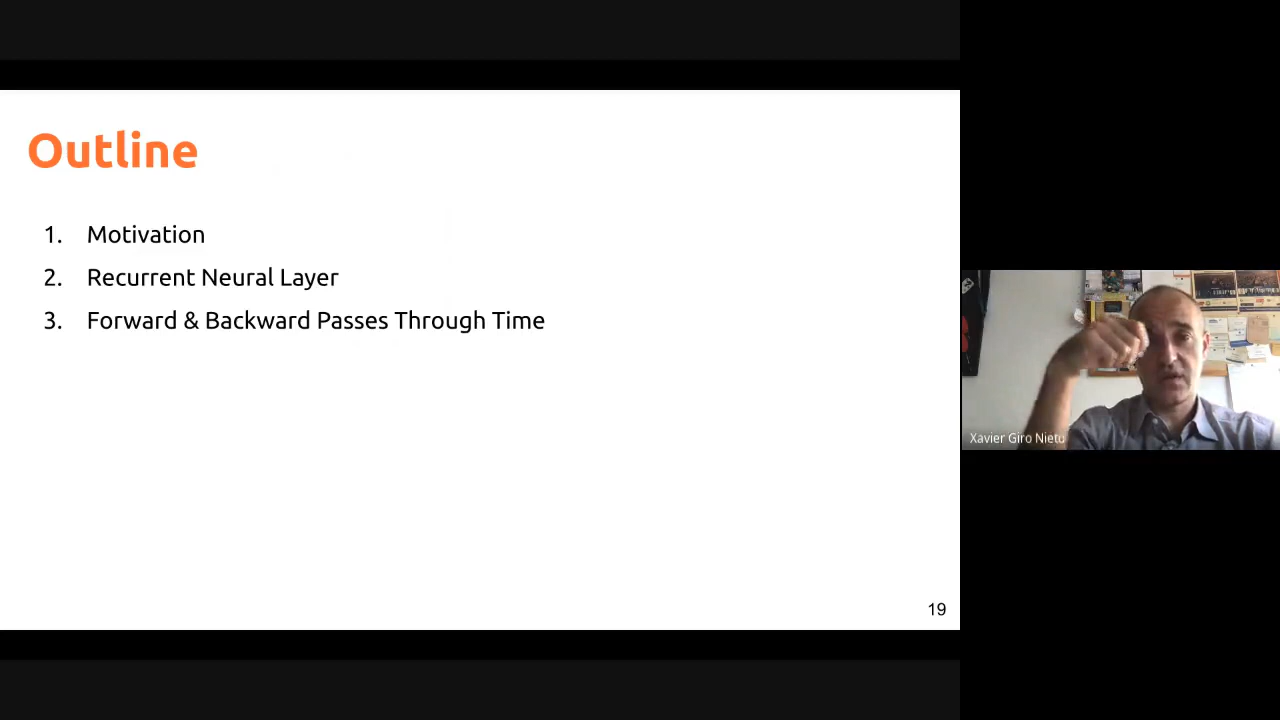 Outline
1. Motivation
2. Recurrent Neural Layer
3. Forward & Backward Passes Through Time
19
Xavier Giro Nieto